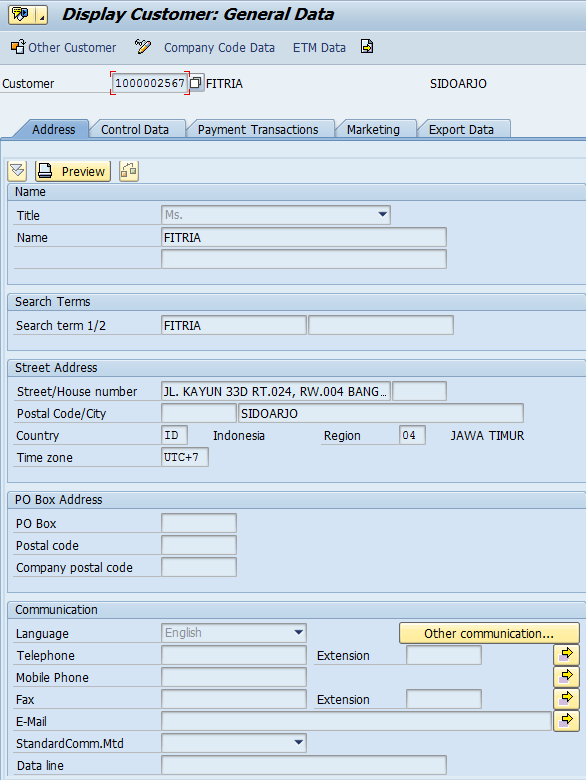 Display Customer: General Data
Other Customer Company Code Data ETM Data
Customer 1000002567 FITRIA SIDOARJO
Address Control Data Payment Transactions Marketing Export Data
Preview
Name
Title Ms.
Name FITRIA
Search Terms
Search term 1/2 FITRIA
Street Address
Street/House number JL. KAYUN 33D RT.024, RW.004 BANG...
Postal Code/City SIDOARJO
Country ID Indonesia Region 04 JAWA TIMUR
Time zone UTC+7
PO Box Address
PO Box
Postal code
Company postal code
Communication
Language English Other communication...
Telephone Extension
Mobile Phone
Fax Extension
E-Mail
StandardComm.Mtd
Data line